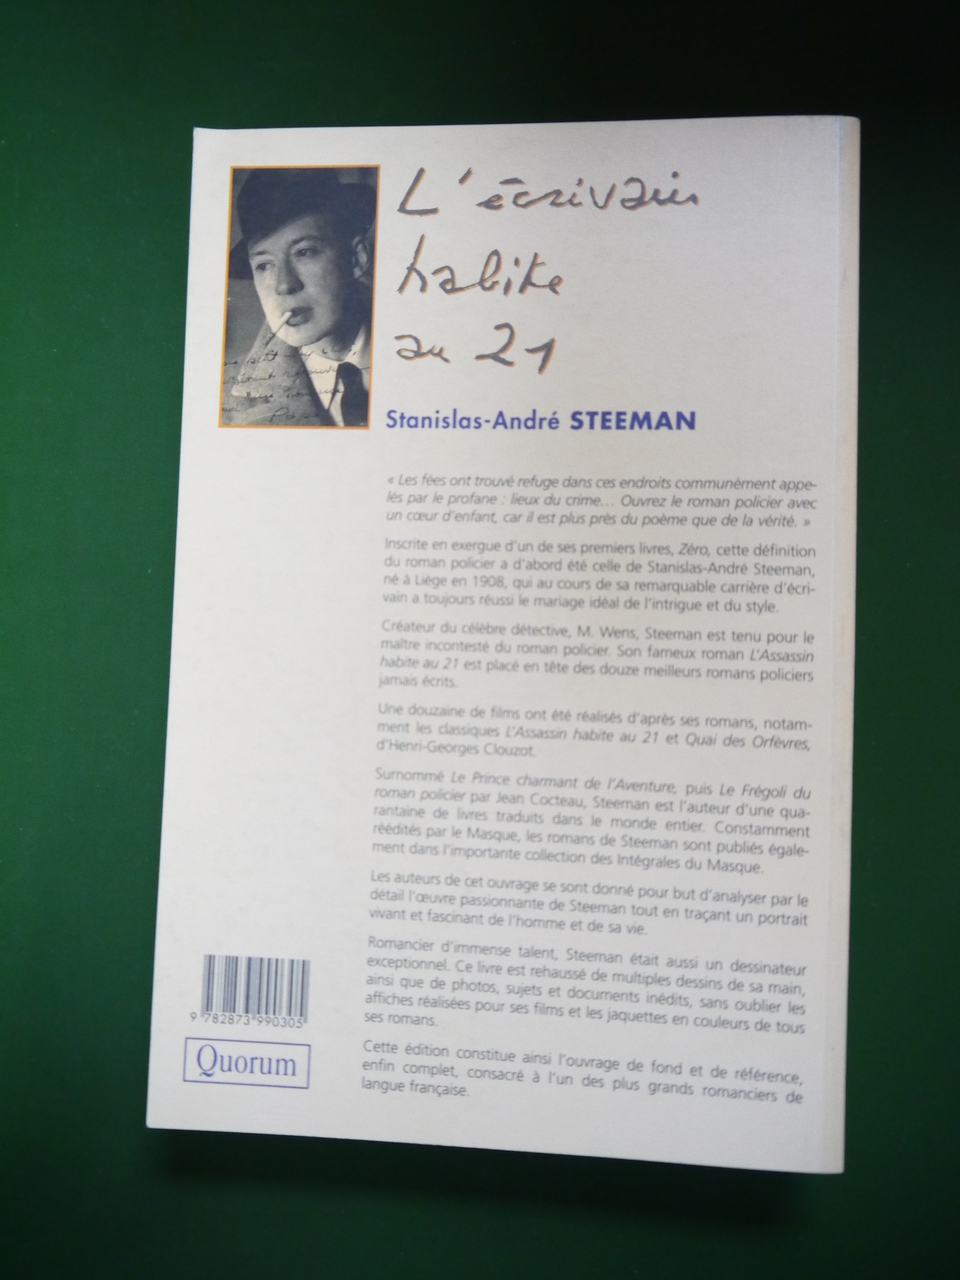 L'écrivain
habite
au 21
Stanislas-André STEEMAN
« Les fées ont trouvé refuge dans ces endroits communément appe-
lés par le profane : lieux du crime... Ouvrez le roman policier avec
un cœur d'enfant, car il est plus près du poème que de la vérité. »
Inscrite en exergue d'un de ses premiers livres, Zéro, cette définition
du roman policier a d'abord été celle de Stanislas-André Steeman,
né à Liège en 1908, qui au cours de sa remarquable carrière d'écri-
vain a toujours réussi le mariage idéal de l'intrigue et du style.
Créateur du célèbre détective, M. Wens, Steeman est tenu pour le
maître incontesté du roman policier. Son fameux roman L'Assassin
habite au 21 est placé en tête des douze meilleurs romans policiers
jamais écrits.
Une douzaine de films ont été réalisés d'après ses romans, notam-
ment les classiques L'Assassin habite au 21 et Quai des Orfèvres,
d'Henri-Georges Clouzot.
Surnommé Le Prince charmant de l'Aventure, puis Le Frégoli du
roman policier par Jean Cocteau, Steeman est l'auteur d'une qua-
rantaine de livres traduits dans le monde entier. Constamment
réédités par le Masque, les romans de Steeman sont publiés égale-
ment dans l'importante collection des Intégrales du Masque.
Les auteurs de cet ouvrage se sont donné pour but d'analyser par le
détail l'œuvre passionnante de Steeman tout en traçant un portrait
vivant et fascinant de l'homme et de sa vie.
Romancier d'immense talent, Steeman était aussi un dessinateur
exceptionnel. Ce livre est rehaussé de multiples dessins de sa main,
ainsi que de photos, sujets et documents inédits, sans oublier les
affiches réalisées pour ses films et les jaquettes en couleurs de tous
ses romans.
Cette édition constitue ainsi l'ouvrage de fond et de référence,
enfin complet, consacré à l'un des plus grands romanciers de
langue française.
9 782873 990305
Quorum